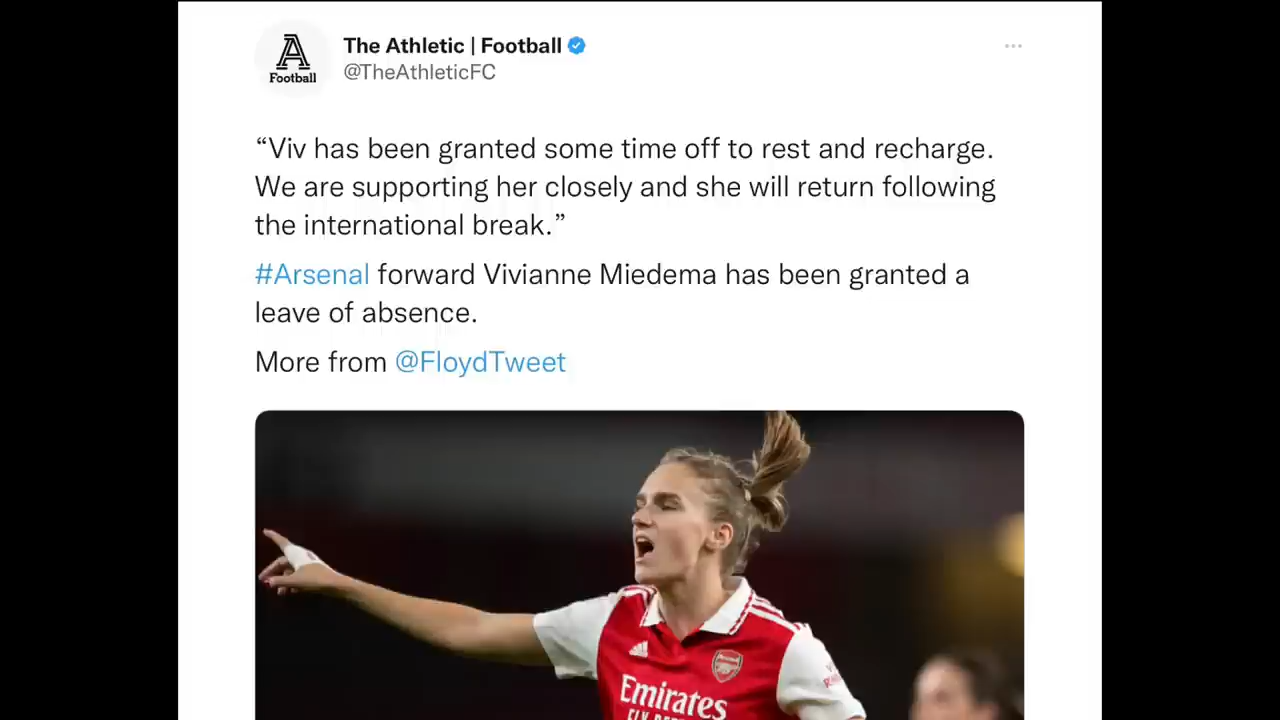 The Athletic | Football
@TheAthleticFC
A
Football
“Viv has been granted some time off to rest and recharge.
We are supporting her closely and she will return following
the international break.”
#Arsenal forward Vivianne Miedema has been granted a
leave of absence.
More from @FloydTweet
Emirates